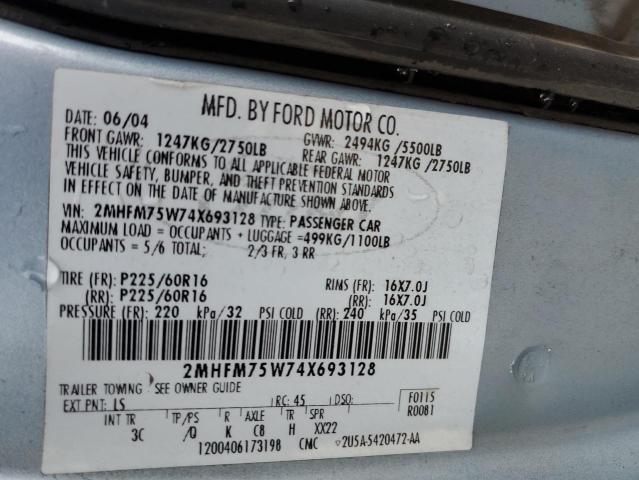 MFD. BY FORD MOTOR CO.
DATE: 06/04 GVWR: 2494KG /5500LB
FRONT GAWR: 1247KG/2750LB REAR GAWR: 1247KG /2750LB
THIS VEHICLE CONFORMS TO ALL APPLICABLE FEDERAL MOTOR
VEHICLE SAFETY, BUMPER, AND THEFT PREVENTION STANDARDS
IN EFFECT ON THE DATE OF MANUFACTURE SHOWN ABOVE.
VIN: 2MHFM75W74X693128 TYPE: PASSENGER CAR
MAXIMUM LOAD = OCCUPANTS + LUGGAGE =499KG/1100LB
OCCUPANTS = 5/6 TOTAL; 2/3 FR, 3 RR
TIRE (FR): P225/60R16 RIMS (FR): 16X7.0J
(RR): P225/60R16 (RR): 16X7.0J
PRESSURE (FR): 220 kPa/32 PSI COLD (RR): 240 kPa/35 PSI COLD
2MHFM75W74X693128
TRAILER TOWING - SEE OWNER GUIDE
EXT PNT: LS RC: 45 DSO: F0115
R0081
INT TR TP/PS R AXLE TR SPR
3C /Q K C8 H XX22
1200406173198 CMC ▽2U5A-5420472-AA